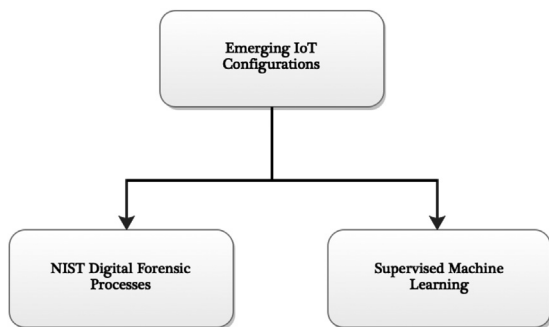 Emerging IoT
Configurations
NIST Digital Forensic
Processes
Supervised Machine
Learning